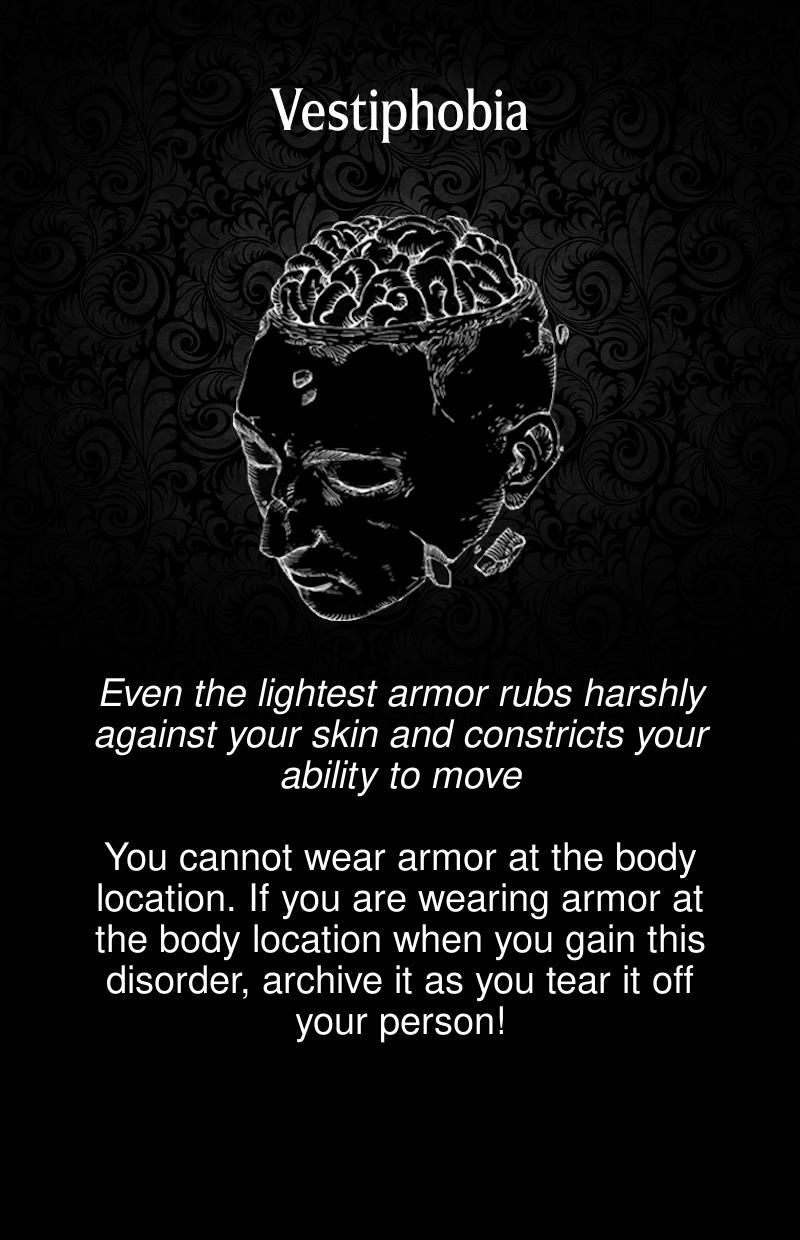 Vestiphobia
Even the lightest armor rubs harshly
against your skin and constricts your
ability to move
You cannot wear armor at the body
location. If you are wearing armor at
the body location when you gain this
disorder, archive it as you tear it off
your person!